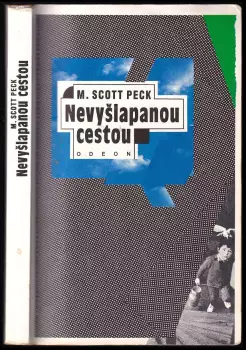 M. SCOTT PECK
Nevyšlapanou
cestou
ODEON
M. SCOTT PECK
Nevyšlapanou cestou